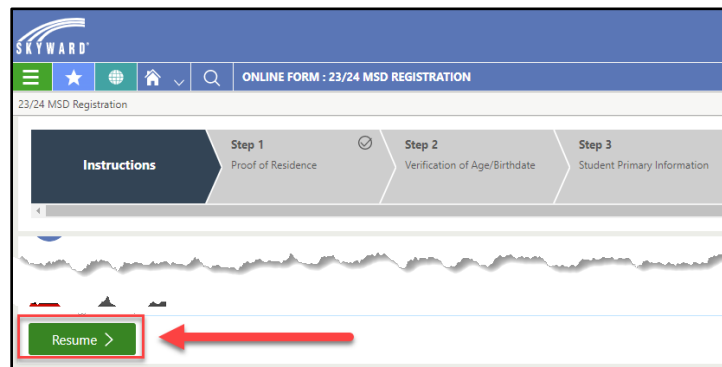 SKYWARD
ONLINE FORM : 23/24 MSD REGISTRATION
23/24 MSD Registration
Instructions
Step 1
Proof of Residence
Step 2
Verification of Age/Birthdate
Step 3
Student Primary Information
Resume